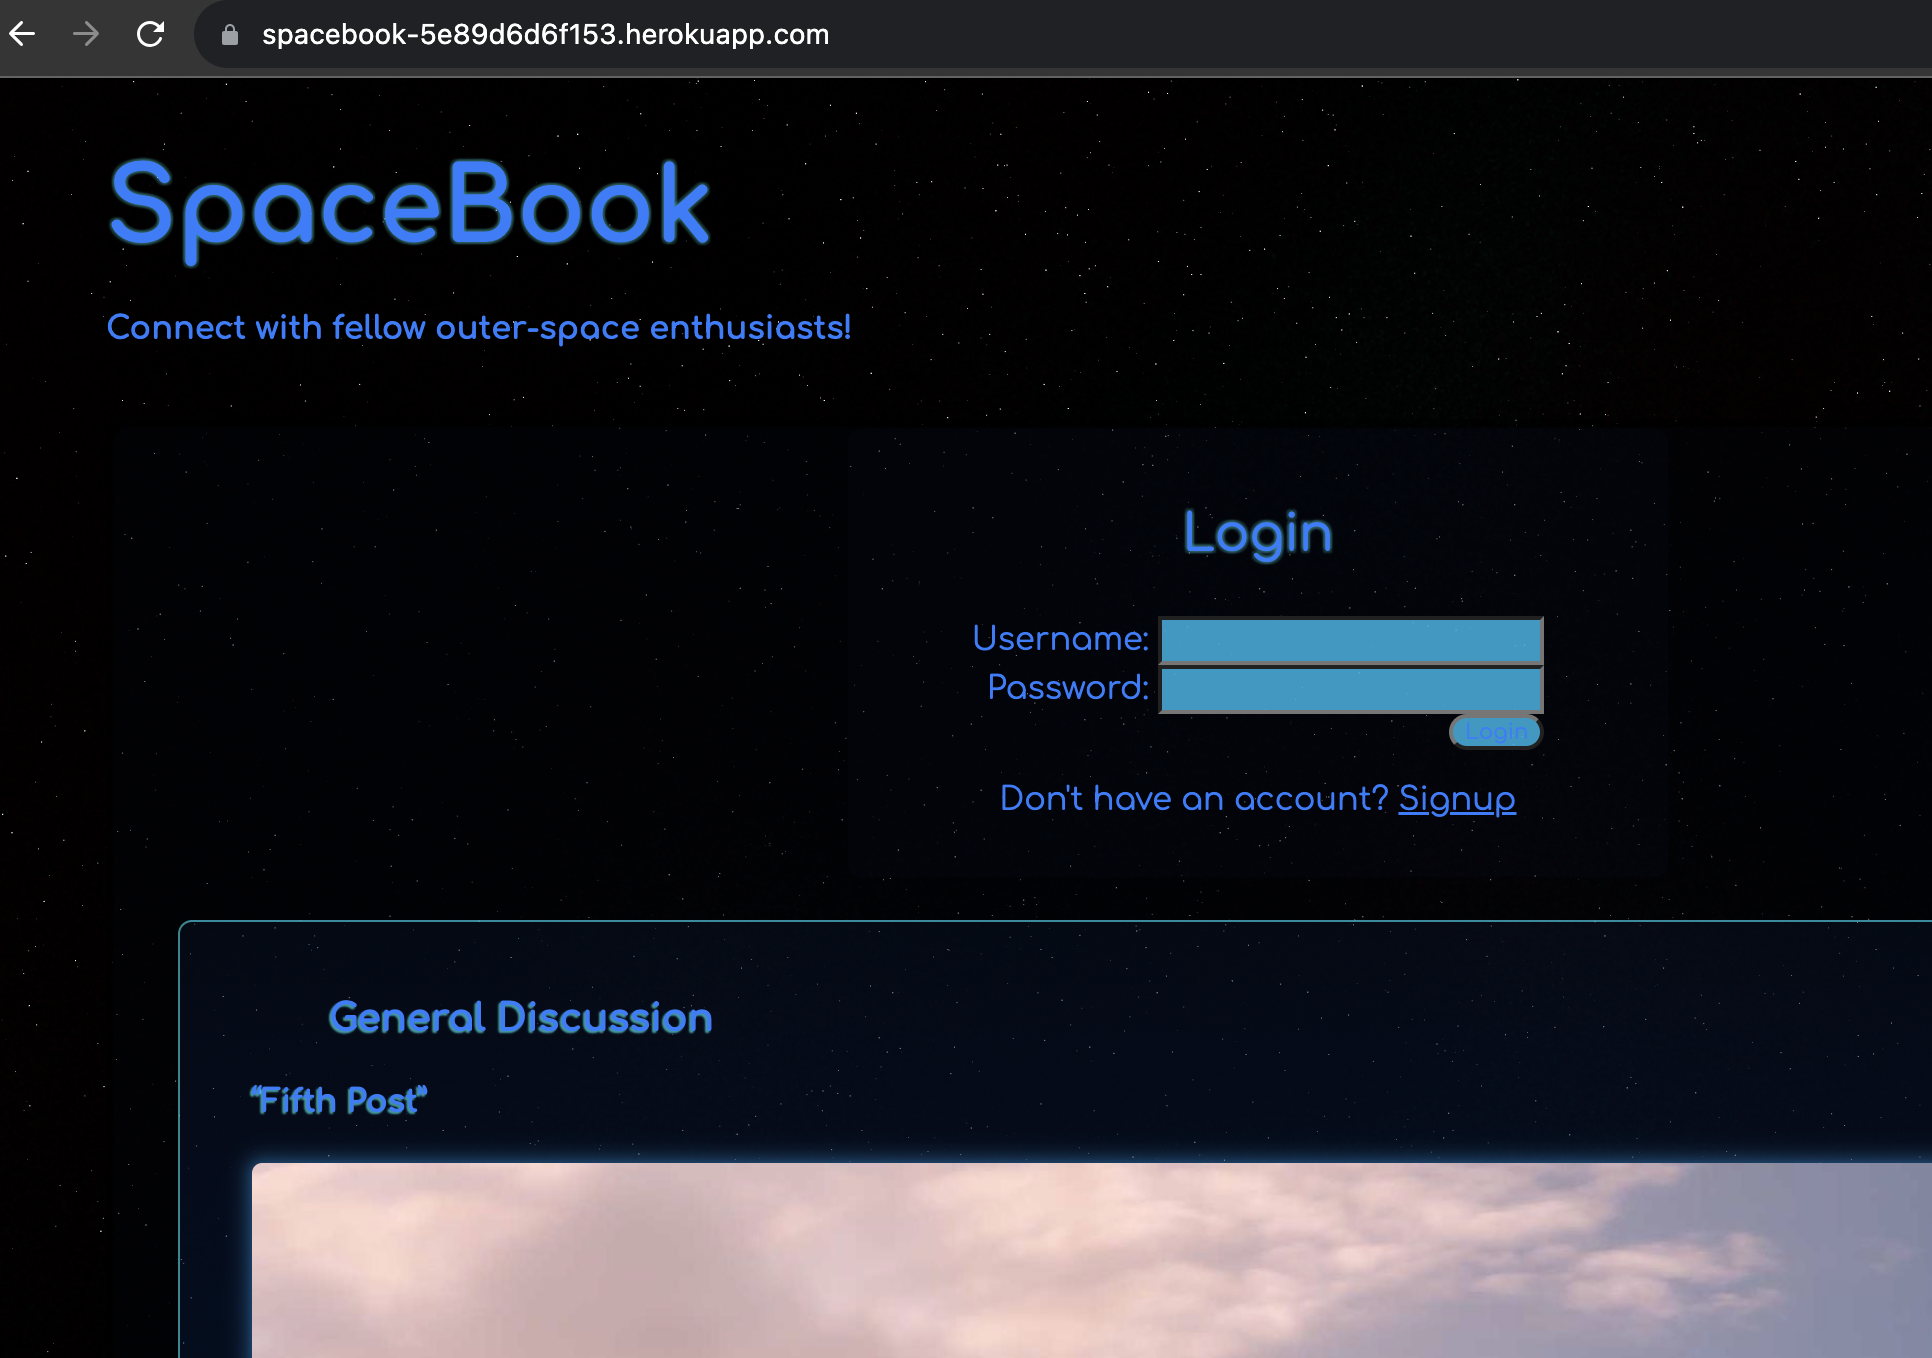 spacebook-5e89d6d6f153.herokuapp.com
SpaceBook
Connect with fellow outer-space enthusiasts!
Login
Username:
Password:
Login
Don't have an account? Signup
General Discussion
“Fifth Post”